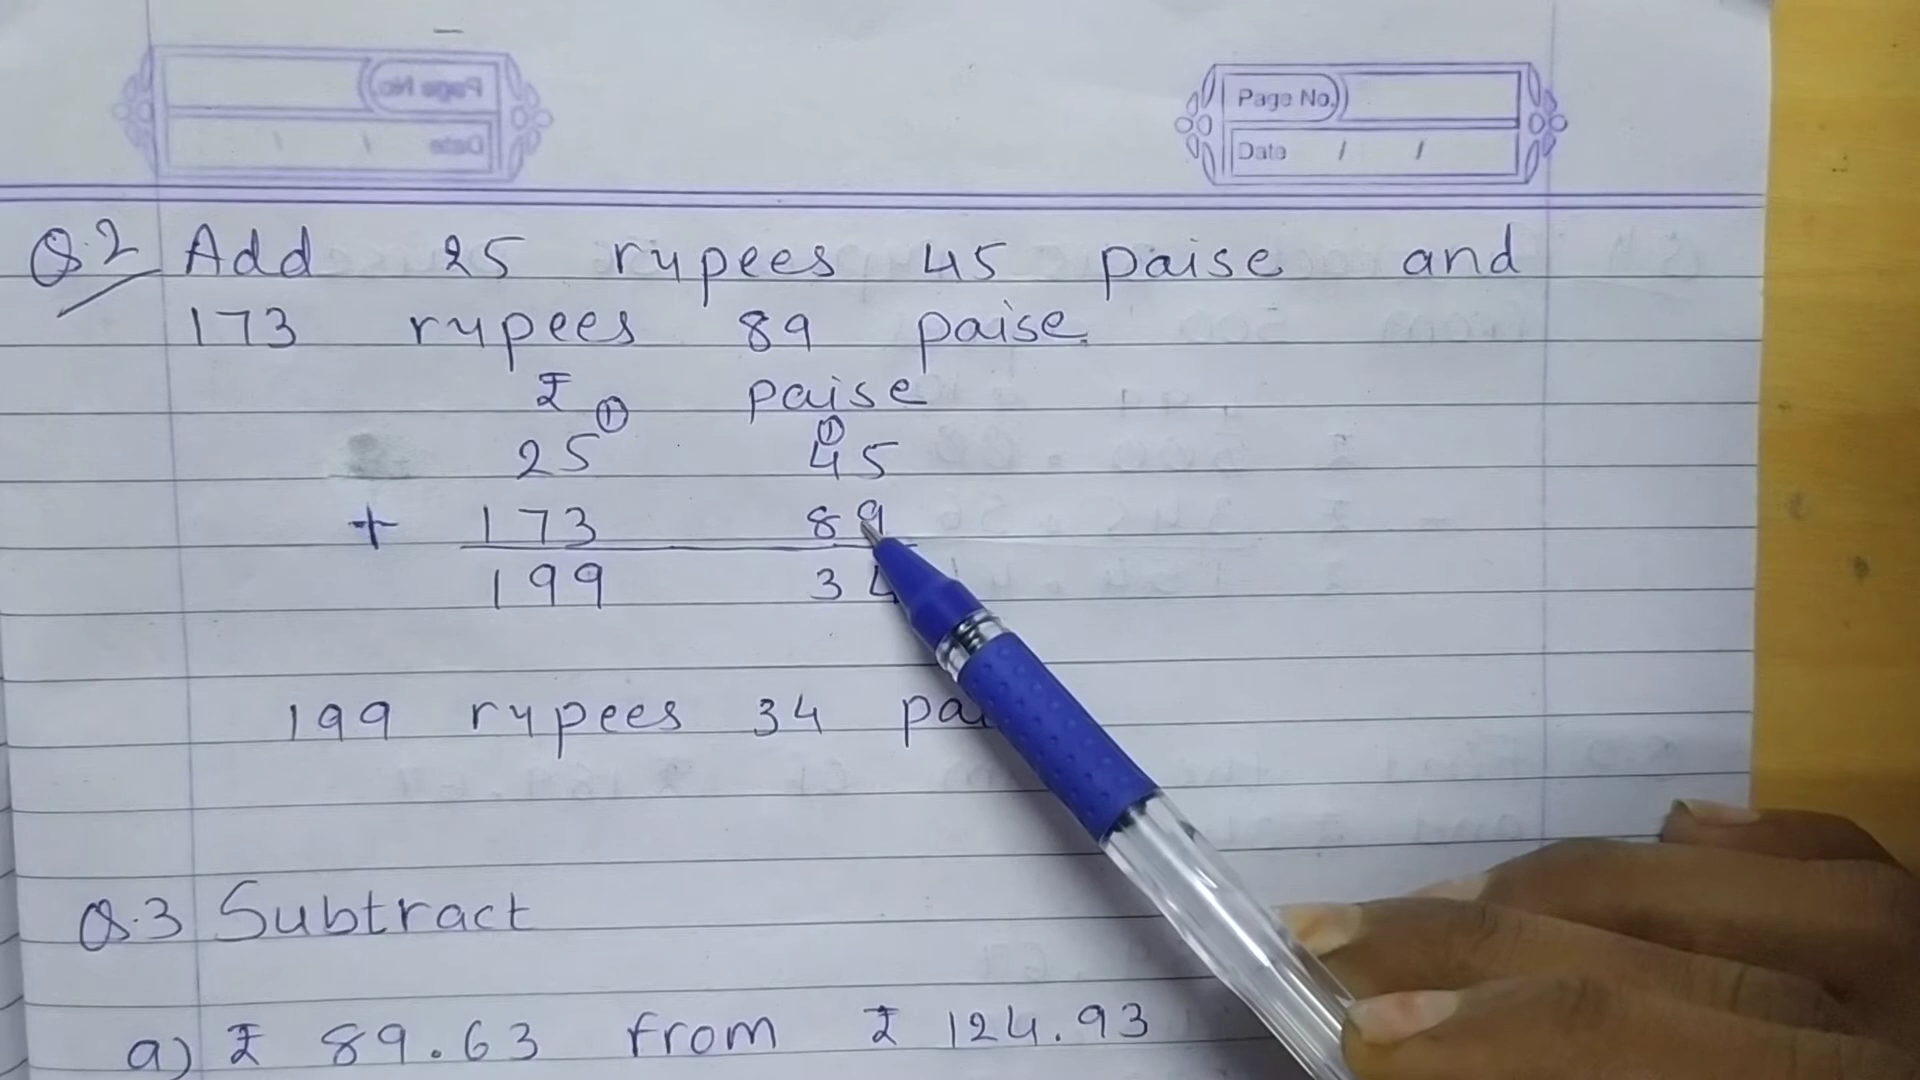 Page No.
Date / /
Q.2 Add 25 rupees 45 paise and
173 rupees 89 paise
₹ paise
1 1
25 45
+ 173 89
199 34
199 rupees 34 pai
Q.3 Subtract
a) ₹ 89.63 from ₹ 124.93